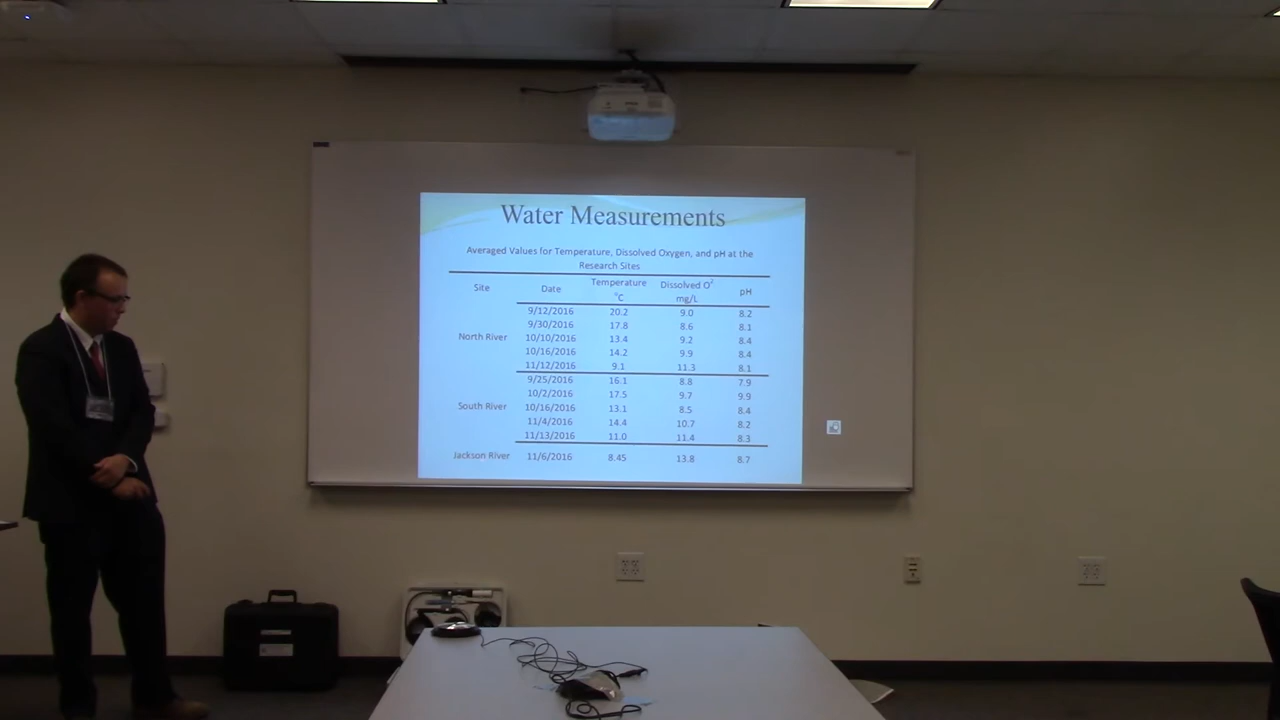 Water Measurements
Averaged Values for Temperature, Dissolved Oxygen, and pH at the
Research Sites
Site Date Temperature °C Dissolved O² mg/L pH
North River
9/12/2016 20.2 9.0 8.2
9/30/2016 17.8 8.6 8.1
10/10/2016 13.4 9.2 8.4
10/16/2016 14.2 9.9 8.4
11/12/2016 9.1 11.3 8.1
South River
9/25/2016 16.1 8.8 7.9
10/2/2016 17.5 9.7 9.9
10/16/2016 13.1 8.5 8.4
11/4/2016 14.4 10.7 8.2
11/13/2016 11.0 11.4 8.3
Jackson River 11/6/2016 8.45 13.8 8.7